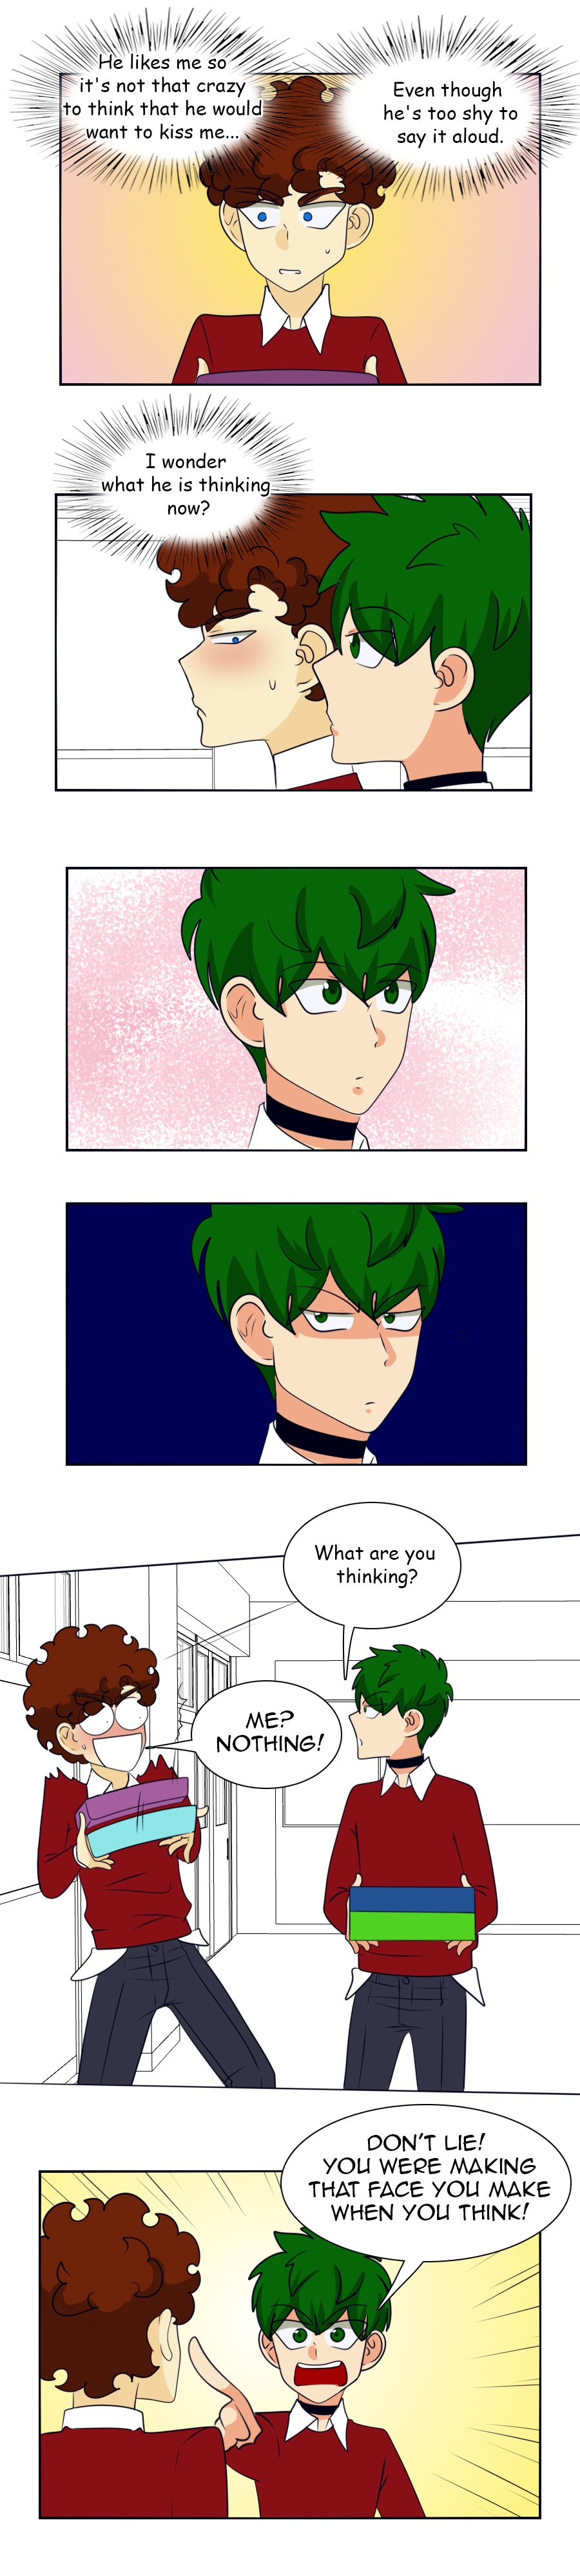 He likes me so
it's not that crazy
to think that he would
want to kiss me...
Even though
he's too shy to
say it aloud.
I wonder
what he is thinking
now?
What are you
thinking?
ME?
NOTHING!
DON'T LIE!
YOU WERE MAKING
THAT FACE YOU MAKE
WHEN YOU THINK!